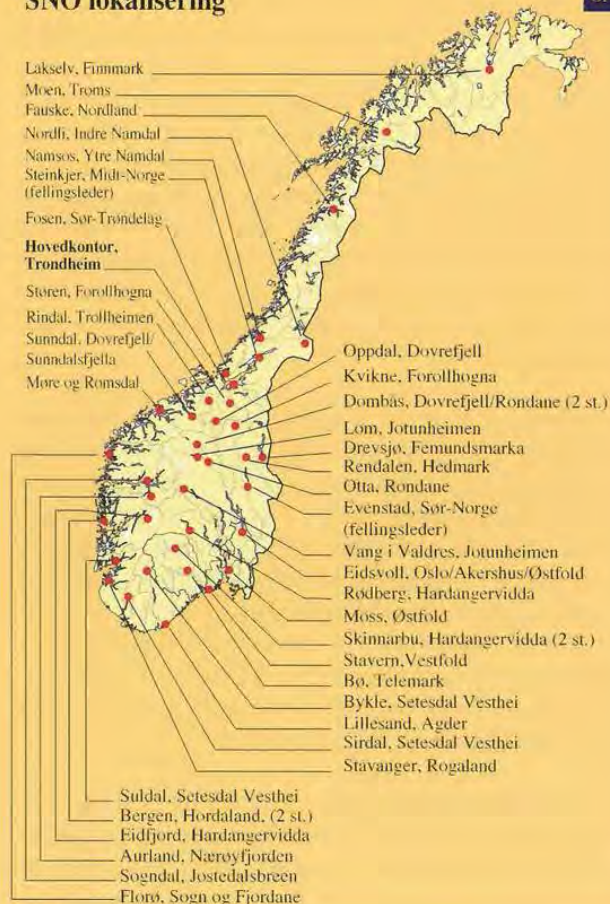 SNO lokalisering
Lakselv, Finnmark
Moen, Troms
Fauske, Nordland
Nordli, Indre Namdal
Namsos, Ytre Namdal
Steinkjer, Midt-Norge
(fellingsleder)
Fosen, Sør-Trøndelag
Hovedkontor,
Trondheim
Støren, Forollhogna
Rindal, Trollheimen
Sunndal, Dovrefjell/
Sunndalsfjella
Møre og Romsdal
Oppdal, Dovrefjell
Kvikne, Forollhogna
Dombås, Dovrefjell/Rondane (2 st.)
Lom, Jotunheimen
Drevsjø, Femundsmarka
Rendalen, Hedmark
Otta, Rondane
Evenstad, Sør-Norge
(fellingsleder)
Vang i Valdres, Jotunheimen
Eidsvoll, Oslo/Akershus/Østfold
Rødberg, Hardangervidda
Moss, Østfold
Skinnarbu, Hardangervidda (2 st.)
Stavern,Vestfold
Bø, Telemark
Bykle, Setesdal Vesthei
Lillesand, Agder
Sirdal, Setesdal Vesthei
Stavanger, Rogaland
Suldal, Setesdal Vesthei
Bergen, Hordaland, (2 st.)
Eidfjord, Hardangervidda
Aurland, Nærøyfjorden
Sogndal, Jostedalsbreen
Florø, Sogn og Fjordane